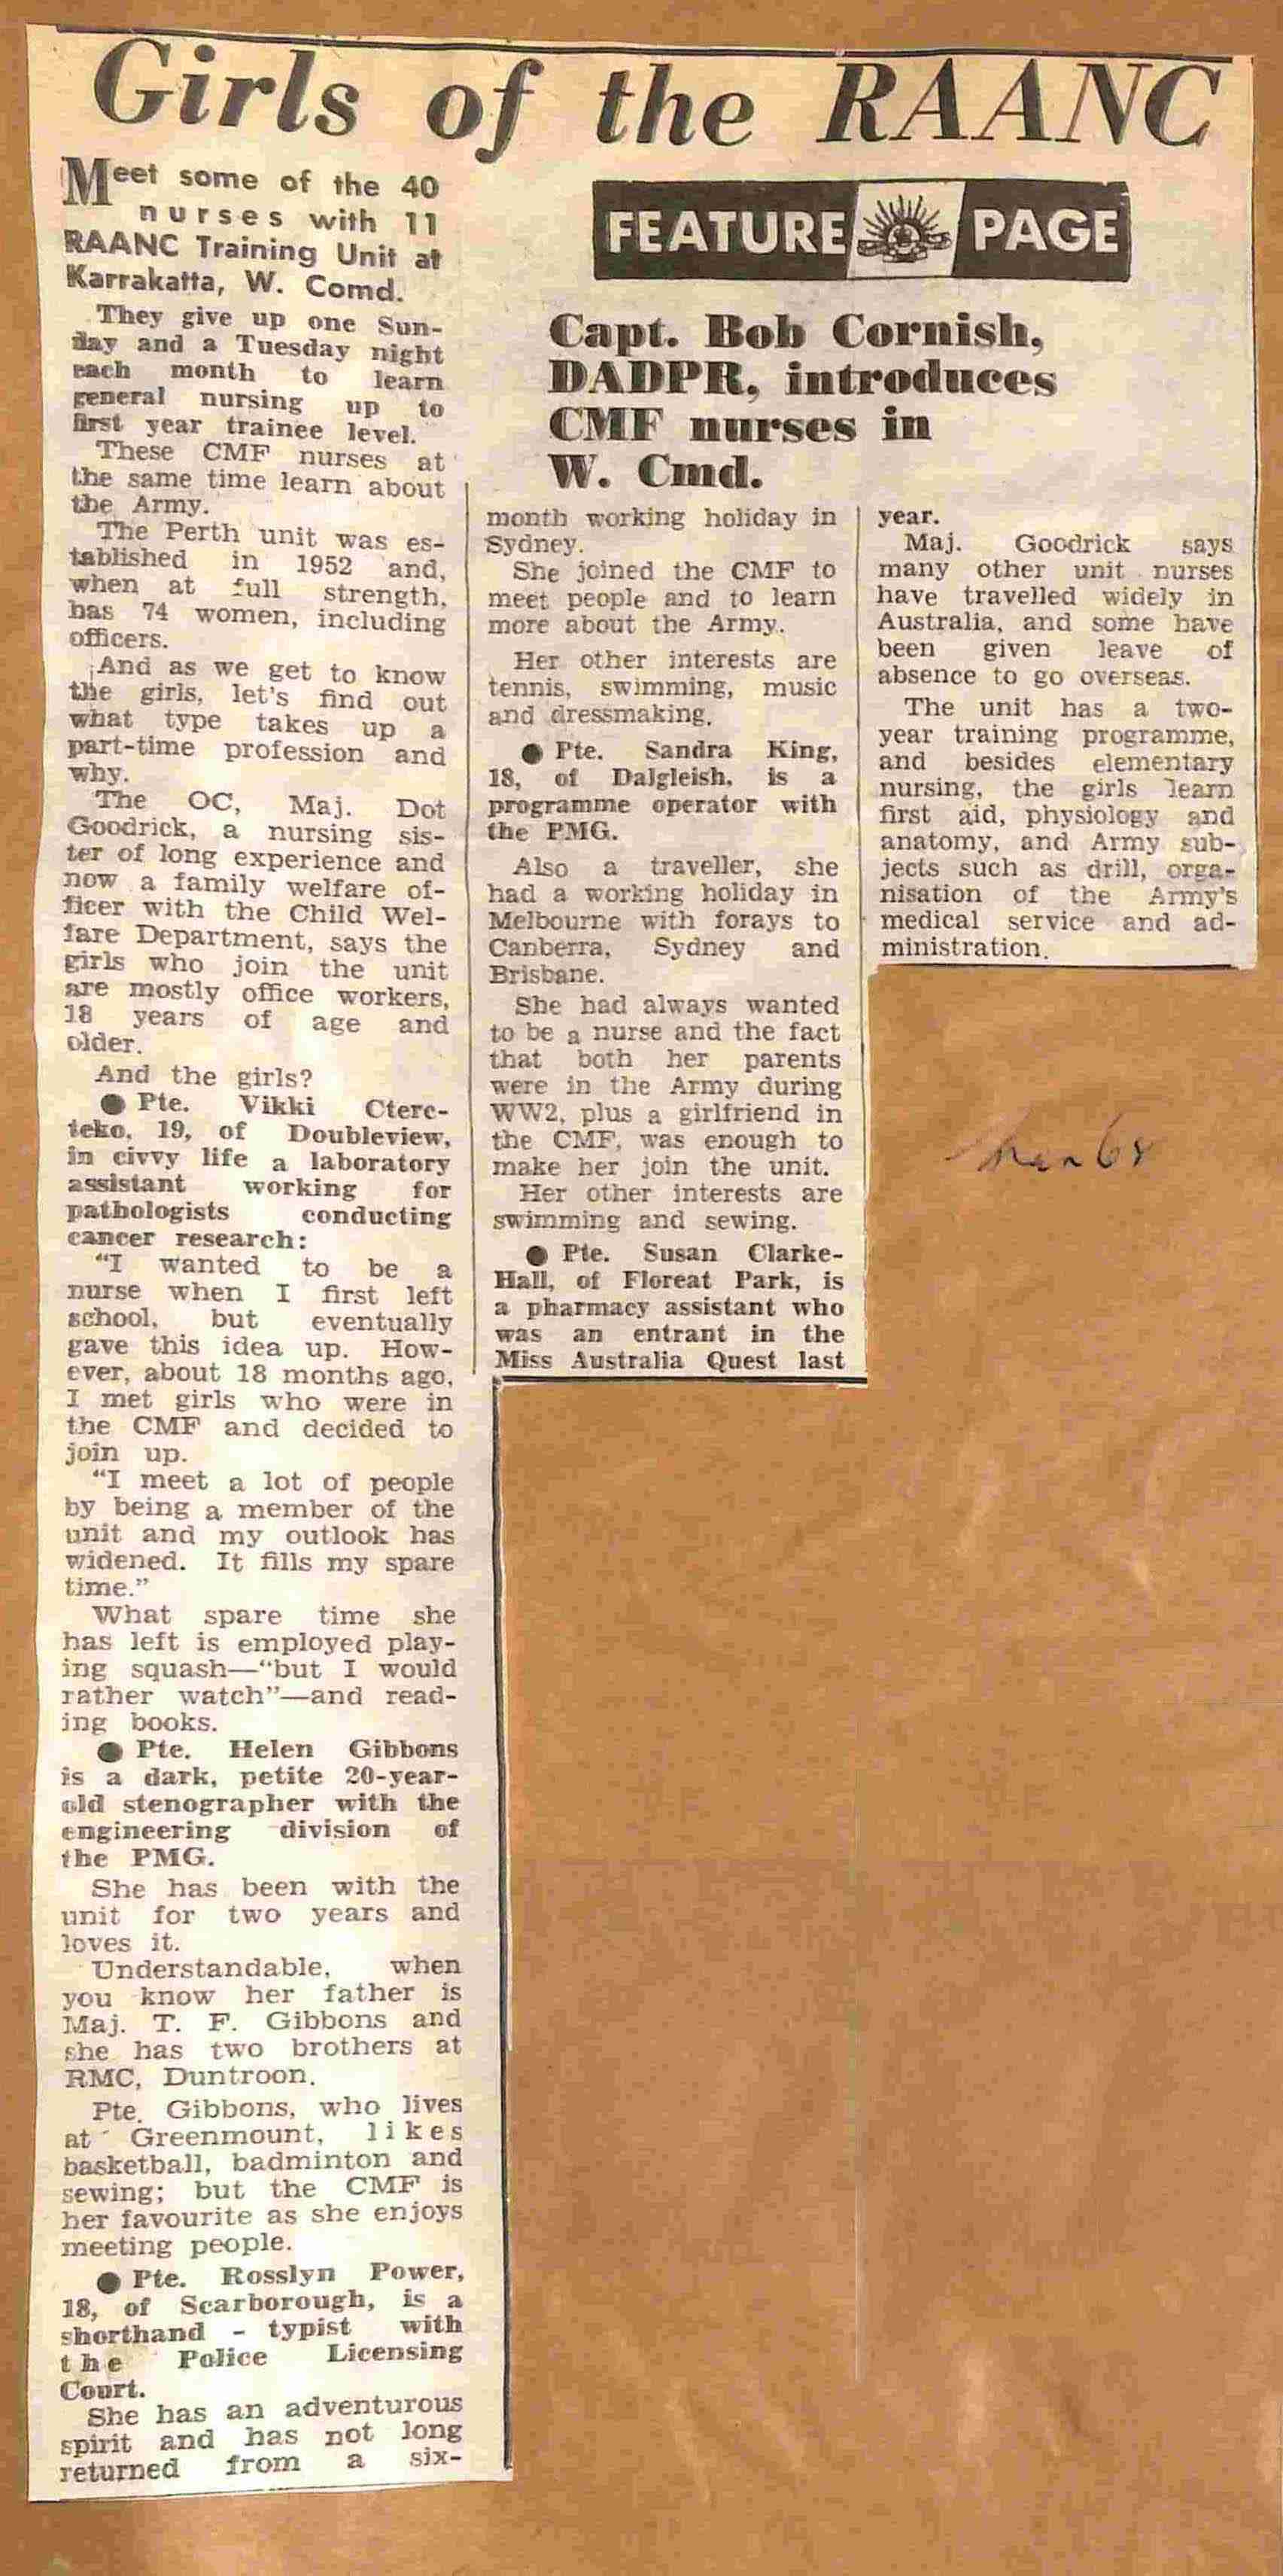 Girls of the RAANC
Meet some of the 40
nurses with 11
RAANC Training Unit at
Karrakatta, W. Comd.
They give up one Sun-
day and a Tuesday night
each month to learn
general nursing up to
first year trainee level.
These CMF nurses at
the same time learn about
the Army.
The Perth unit was es-
tablished in 1952 and,
when at full strength,
has 74 women, including
officers.
And as we get to know
the girls, let's find out
what type takes up a
part-time profession and
why.
The OC, Maj. Dot
Goodrick, a nursing sis-
ter of long experience and
now a family welfare of-
ficer with the Child Wel-
fare Department, says the
girls who join the unit
are mostly office workers,
18 years of age and
older.
And the girls?
● Pte. Vikki Cterc-
teko, 19, of Doubleview,
in civvy life a laboratory
assistant working for
pathologists conducting
cancer research:
"I wanted to be a
nurse when I first left
school, but eventually
gave this idea up. How-
ever, about 18 months ago,
I met girls who were in
the CMF and decided to
join up.
"I meet a lot of people
by being a member of the
unit and my outlook has
widened. It fills my spare
time."
What spare time she
has left is employed play-
ing squash—"but I would
rather watch"—and read-
ing books.
● Pte. Helen Gibbons
is a dark, petite 20-year-
old stenographer with the
engineering division of
the PMG.
She has been with the
unit for two years and
loves it.
Understandable, when
you know her father is
Maj. T. F. Gibbons and
she has two brothers at
RMC, Duntroon.
Pte. Gibbons, who lives
at Greenmount, likes
basketball, badminton and
sewing; but the CMF is
her favourite as she enjoys
meeting people.
● Pte. Rosslyn Power,
18, of Scarborough, is a
shorthand - typist with
the Police Licensing
Court.
She has an adventurous
spirit and has not long
returned from a six-
FEATURE PAGE
Capt. Bob Cornish,
DADPR, introduces
CMF nurses in
W. Cmd.
month working holiday in
Sydney.
She joined the CMF to
meet people and to learn
more about the Army.
Her other interests are
tennis, swimming, music
and dressmaking.
● Pte. Sandra King,
18, of Dalgleish, is a
programme operator with
the PMG.
Also a traveller, she
had a working holiday in
Melbourne with forays to
Canberra, Sydney and
Brisbane.
She had always wanted
to be a nurse and the fact
that both her parents
were in the Army during
WW2, plus a girlfriend in
the CMF, was enough to
make her join the unit.
Her other interests are
swimming and sewing.
● Pte. Susan Clarke-
Hall, of Floreat Park, is
a pharmacy assistant who
was an entrant in the
Miss Australia Quest last
year.
Maj. Goodrick says
many other unit nurses
have travelled widely in
Australia, and some have
been given leave of
absence to go overseas.
The unit has a two-
year training programme,
and besides elementary
nursing, the girls learn
first aid, physiology and
anatomy, and Army sub-
jects such as drill, orga-
nisation of the Army's
medical service and ad-
ministration.
68